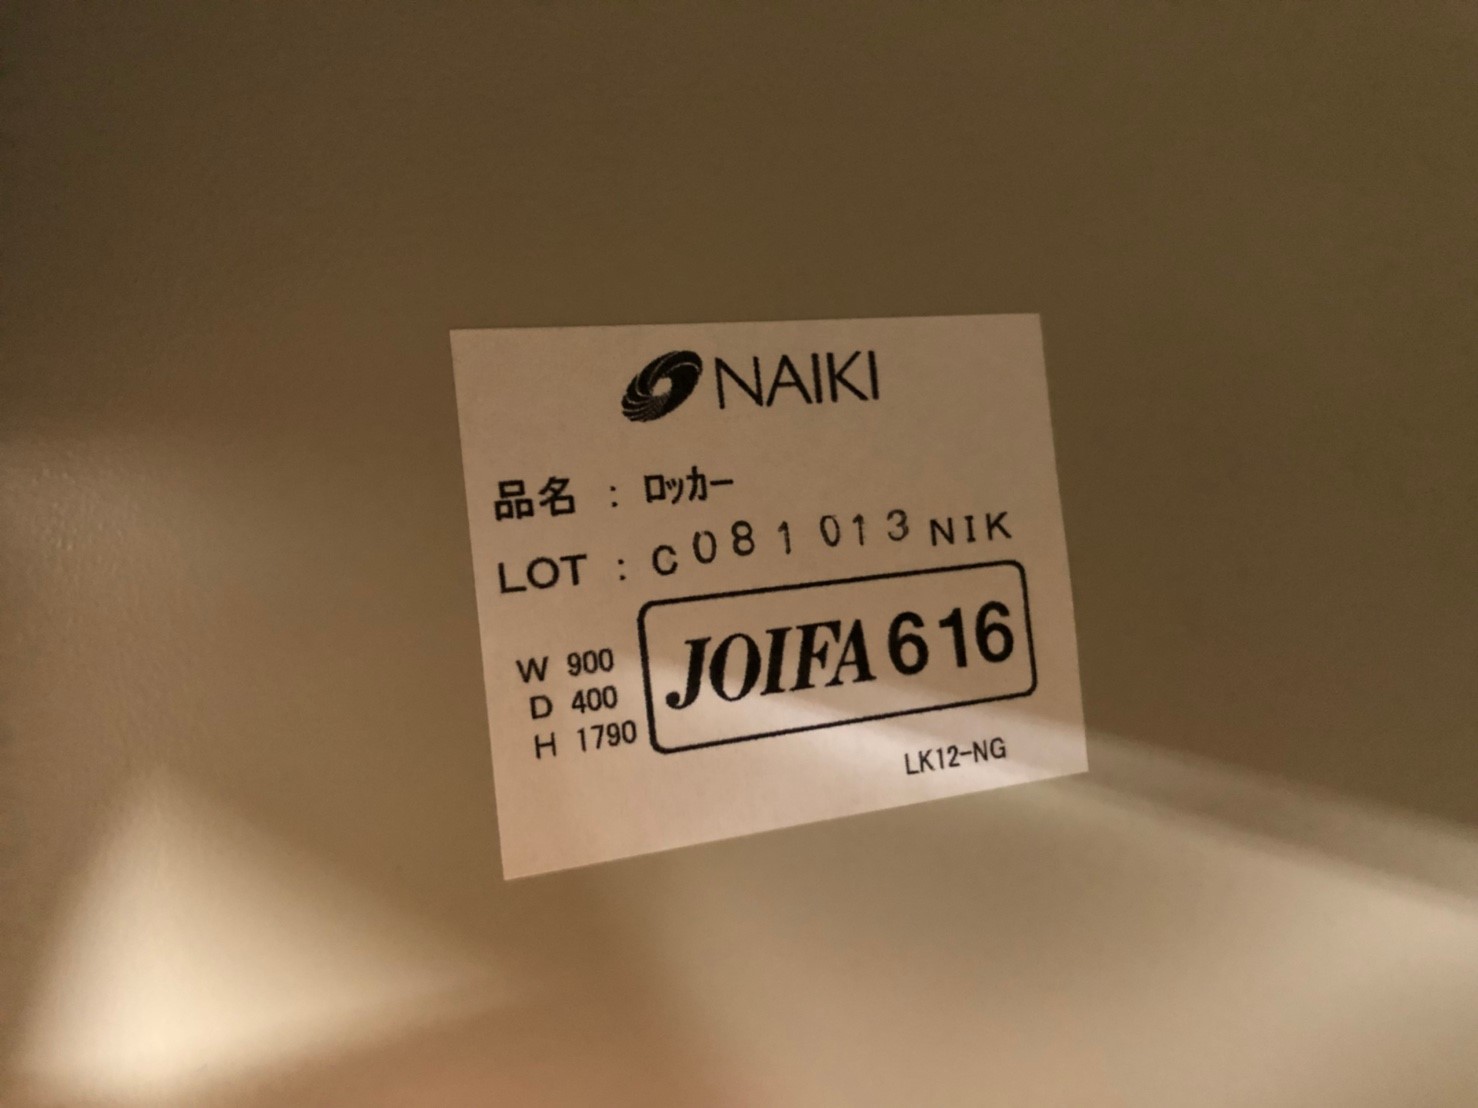 NAIKI
品名 : ロッカー
LOT : C081013NIK
W 900
D 400
H 1790
JOIFA 616
LK12-NG